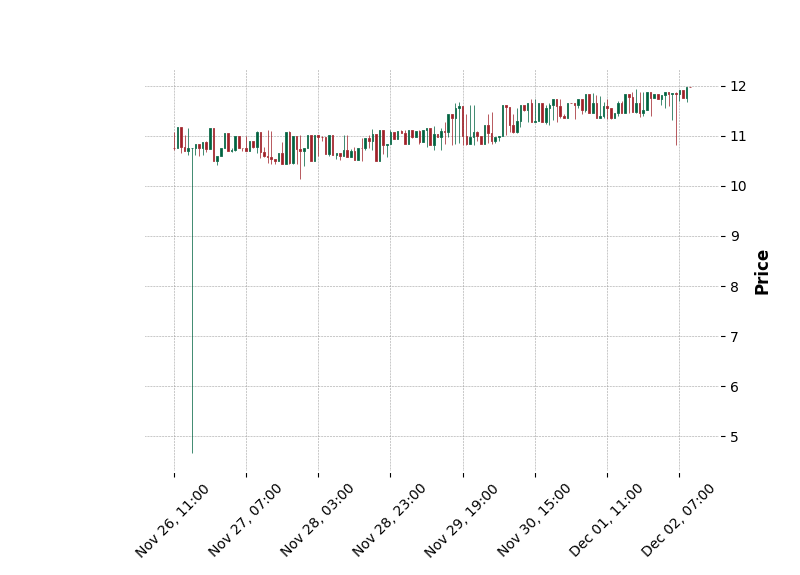 12
11
10
9
8
7
6
5
Price
Nov 26, 11:00
Nov 27, 07:00
Nov 28, 03:00
Nov 28, 23:00
Nov 29, 19:00
Nov 30, 15:00
Dec 01, 11:00
Dec 02, 07:00